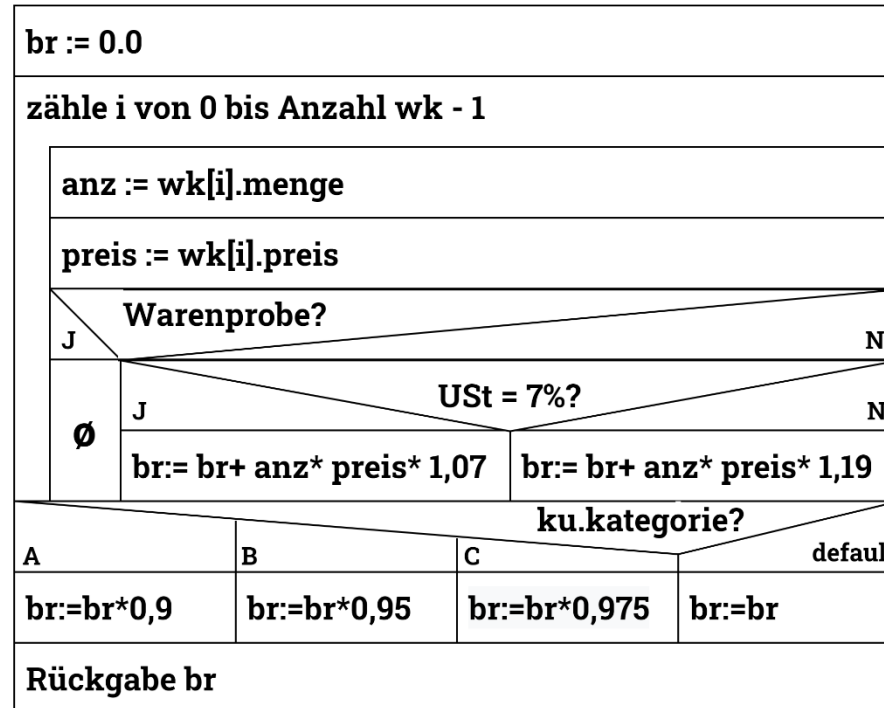 br := 0.0
zähle i von 0 bis Anzahl wk - 1
anz := wk[i].menge
preis := wk[i].preis
Warenprobe?
J N
USt = 7%?
J N
ø
br:= br+ anz* preis* 1,07 br:= br+ anz* preis* 1,19
ku.kategorie?
A B C defaul
br:=br*0,9 br:=br*0,95 br:=br*0,975 br:=br
Rückgabe br